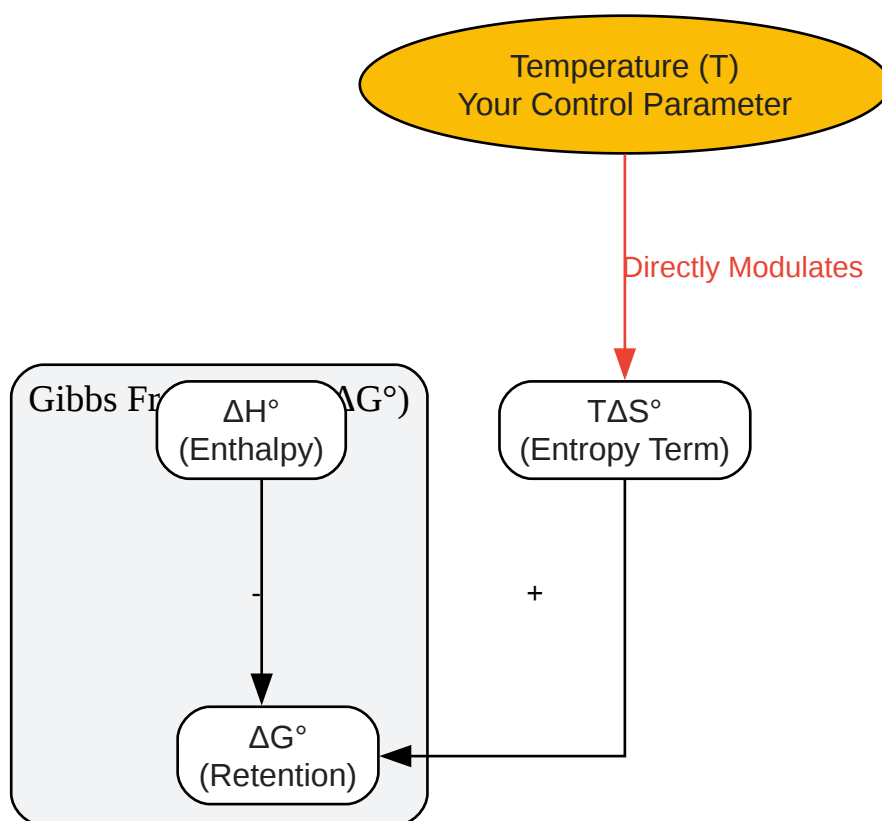 Temperature (T)
Your Control Parameter
Directly Modulates
Gibbs Fr
ΔG°)
ΔH°
(Enthalpy)
TΔS°
(Entropy Term)
-
+
ΔG°
(Retention)